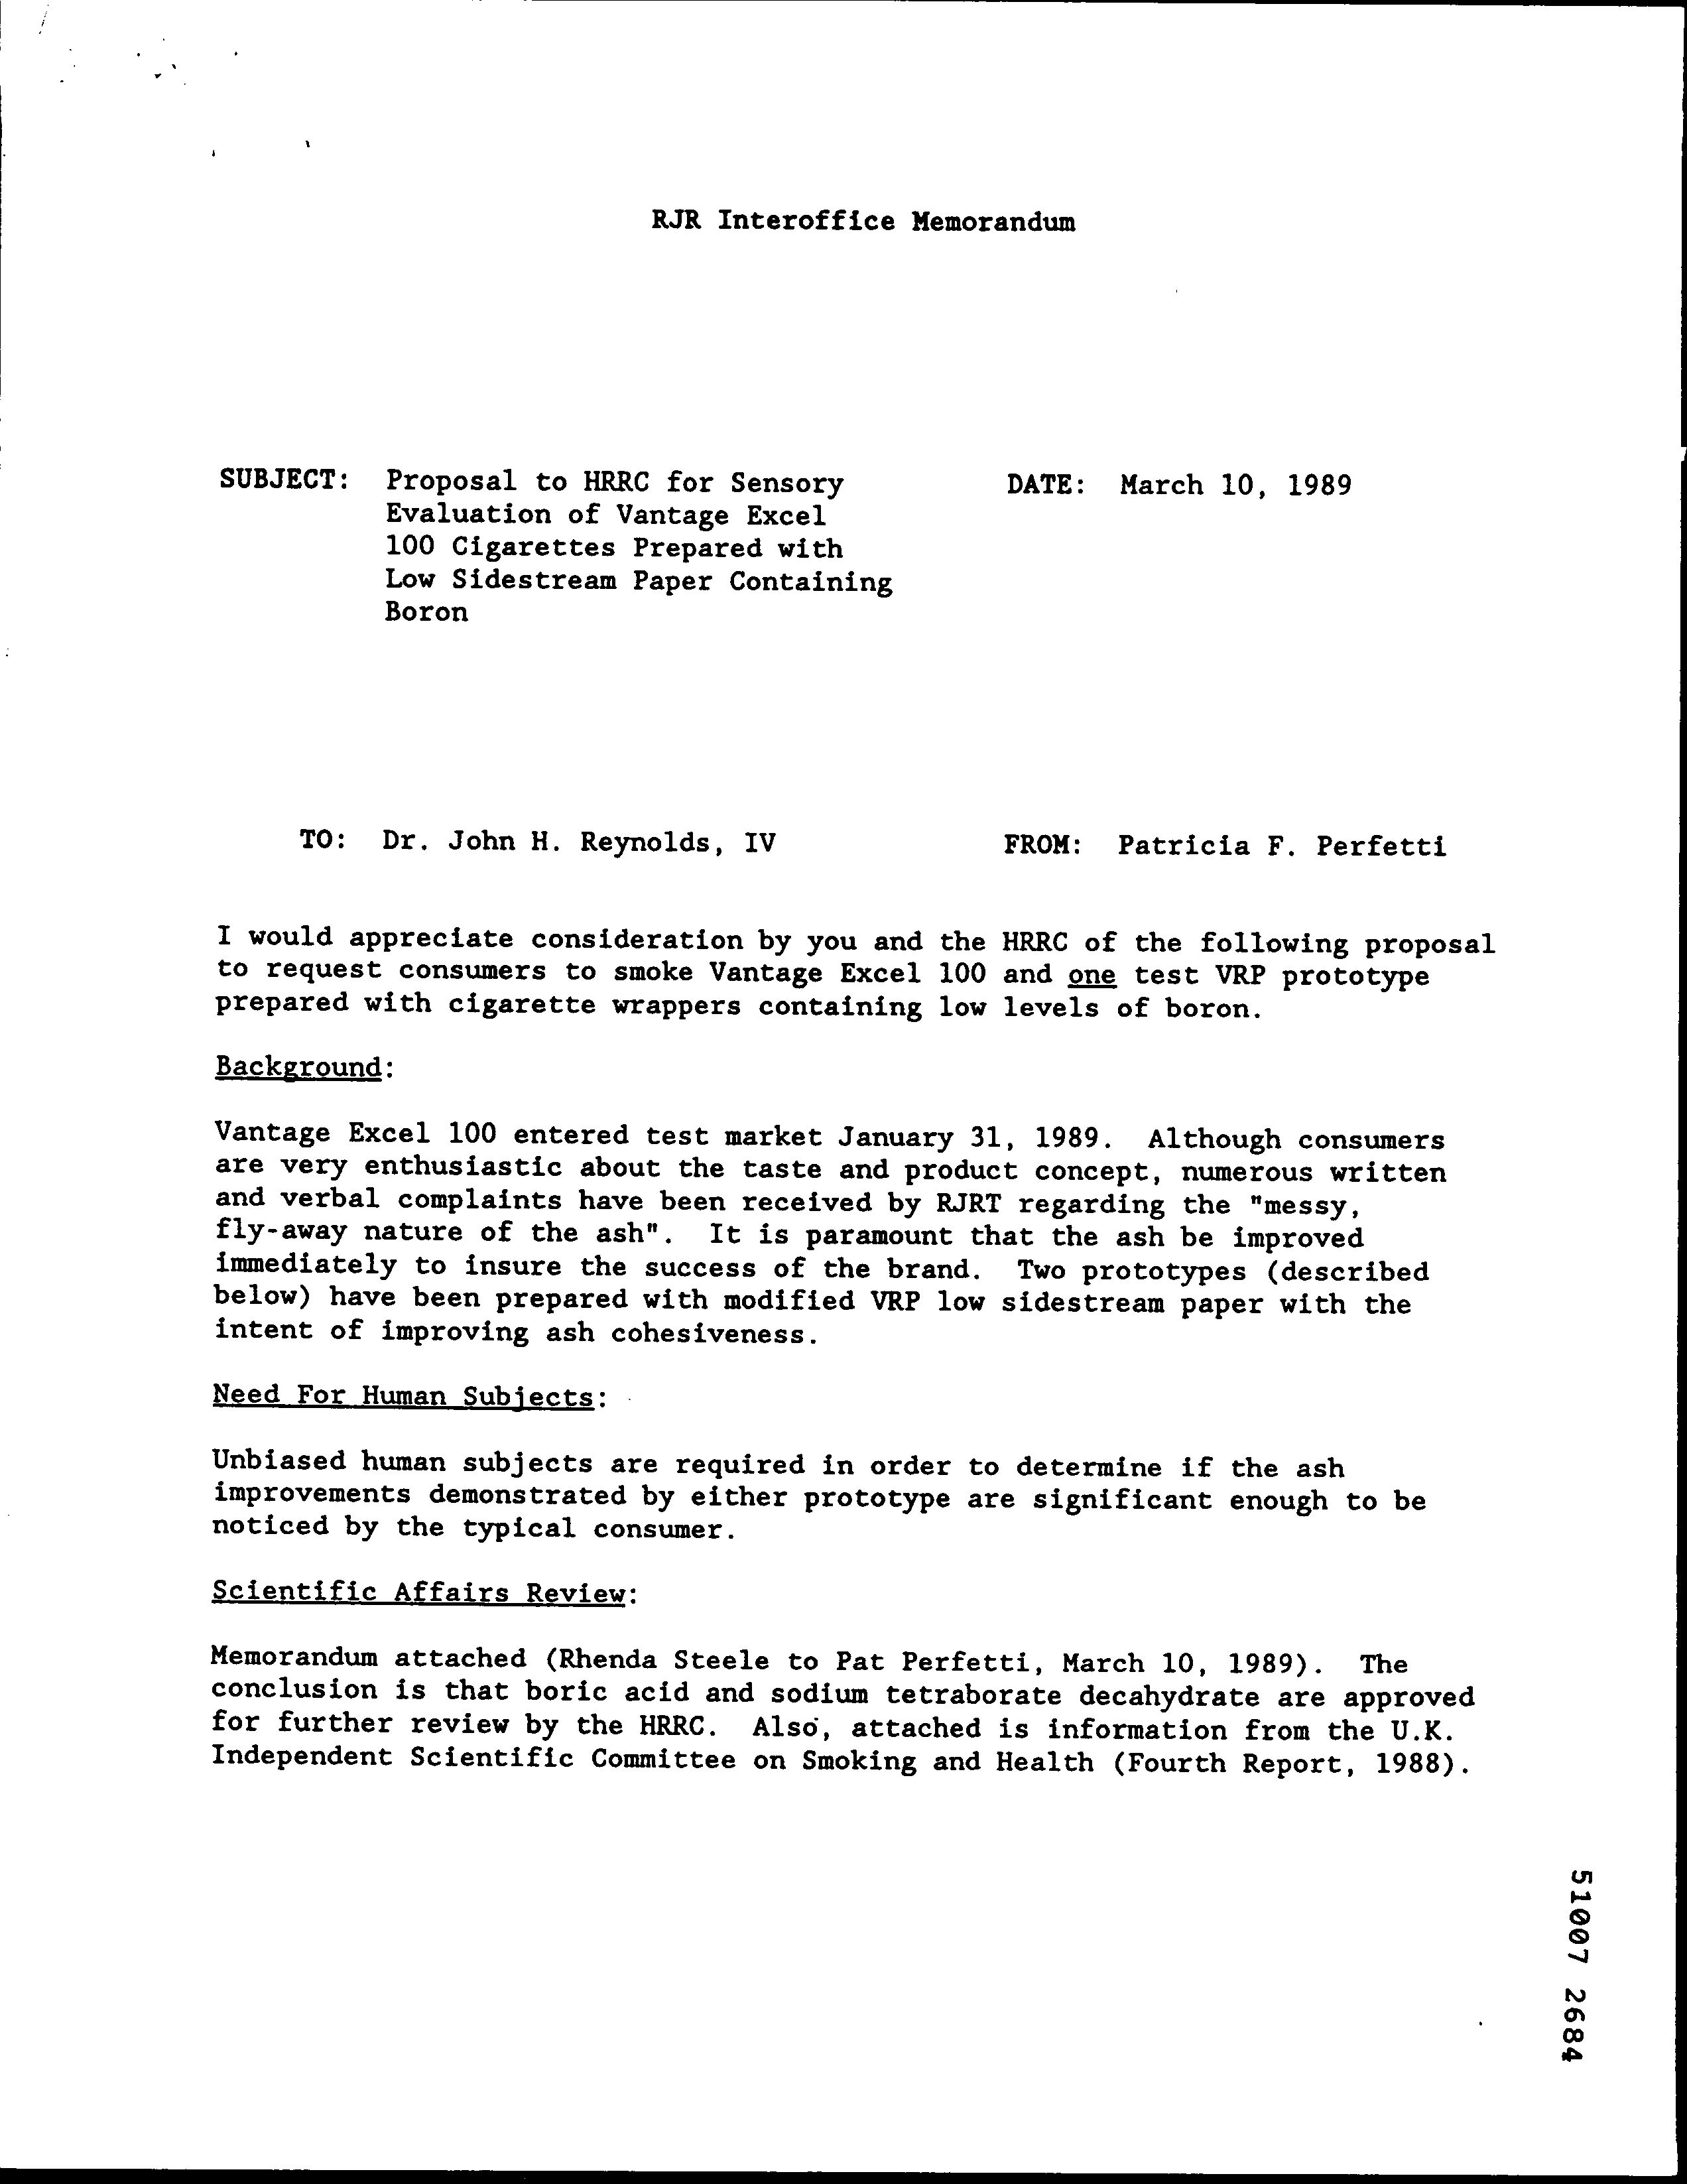 RJR Interoffice Memorandum
SUBJECT: Proposal to HRRC for Sensory DATE: March 10, 1989
Evaluation of Vantage Excel
100 Cigarettes Prepared with
Low Sidestream Paper Containing
Boron
TO: Dr. John H. Reynolds, IV FROM: Patricia F. Perfetti
I would appreciate consideration by you and the HRRC of the following proposal
to request consumers to smoke Vantage Excel 100 and one test VRP prototype
prepared with cigarette wrappers containing low levels of boron.
Background:
Vantage Excel 100 entered test market January 31, 1989. Although consumers
are very enthusiastic about the taste and product concept, numerous written
and verbal complaints have been received by RJRT regarding the "messy,
fly-away nature of the ash". It is paramount that the ash be improved
immediately to insure the success of the brand. Two prototypes (described
below) have been prepared with modified VRP low sidestream paper with the
intent of improving ash cohesiveness.
Need For Human Subjects:
Unbiased human subjects are required in order to determine if the ash
improvements demonstrated by either prototype are significant enough to be
noticed by the typical consumer.
Scientific Affairs Review:
Memorandum attached (Rhenda Steele to Pat Perfetti, March 10, 1989). The
conclusion is that boric acid and sodium tetraborate decahydrate are approved
for further review by the HRRC. Also, attached is information from the U.K.
Independent Scientific Committee on Smoking and Health (Fourth Report, 1988).
51007 2684